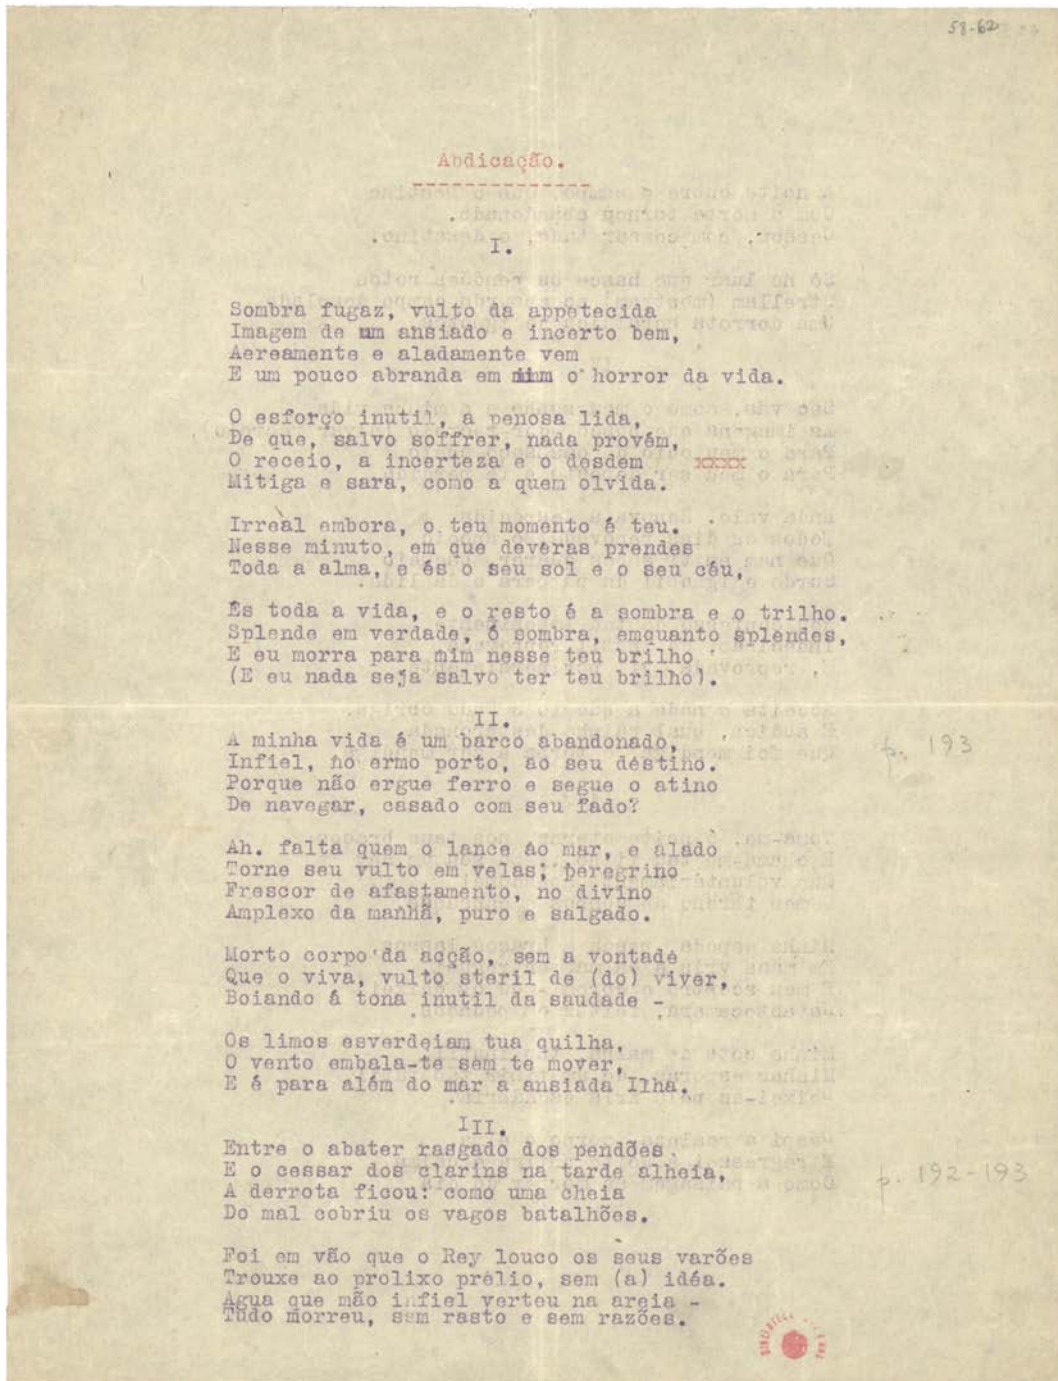 58-62
Abdicação.
I.
Sombra fugaz, vulto da appetecida
Imagem de um ansiado e incerto bem,
Aereamente e aladamente vem
E um pouco abranda em mim o horror da vida.
O esforço inutil, a penosa lida,
De que, salvo soffrer, nada provém,
O receio, a incerteza e o desdem xxxx
Mitiga e sara, como a quem olvida.
Irreal embora, o teu momento é teu.
Nesse minuto, em que deveras prendes
Toda a alma, e és o seu sol e o seu céu,
És toda a vida, e o resto é a sombra e o trilho.
Splende em verdade, ó sombra, emquanto splendes,
E eu morra para mim nesse teu brilho
(E eu nada seja salvo ter teu brilho).
II.
A minha vida é um barco abandonado,
Infiel, no ermo porto, ao seu destino.
p. 193
Porque não ergue ferro e segue o atino
De navegar, casado com seu fado?
Ah. falta quem o lance ao mar, e alado
Torne seu vulto em velas; peregrino
Frescor de afastamento, no divino
Amplexo da manhã, puro e salgado.
Morto corpo da acção, sem a vontade
Que o viva, vulto steril de (do) viver,
Boiando á tona inutil da saudade -
Os limos esverdeiam tua quilha,
O vento embala-te sem te mover,
E é para além do mar a ansiada Ilha.
III.
Entre o abater rasgado dos pendões
E o cessar dos clarins na tarde alheia,
p. 192-193
A derrota ficou: como uma cheia
Do mal cobriu os vagos batalhões.
Foi em vão que o Rey louco os seus varões
Trouxe ao prolixo prélio, sem (a) idéa.
Agua que mão infiel verteu na areia -
Tudo morreu, sem rasto e sem razões.